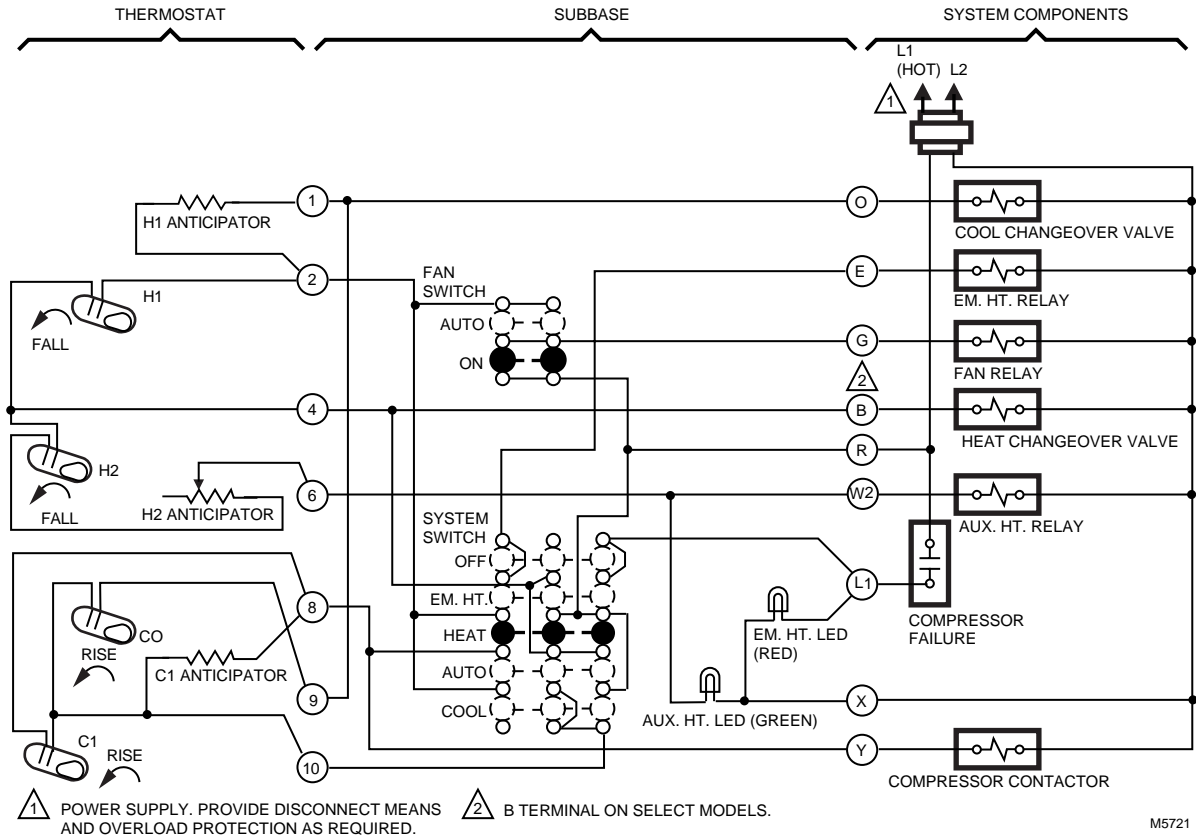 THERMOSTAT
SUBBASE
SYSTEM COMPONENTS
L1
(HOT) L2
1
1
H1 ANTICIPATOR
O
COOL CHANGEOVER VALVE
2
FAN
SWITCH
E
EM. HT. RELAY
H1
FALL
AUTO
ON
G
FAN RELAY
2
4
B
HEAT CHANGEOVER VALVE
R
H2
FALL
H2 ANTICIPATOR
6
W2
AUX. HT. RELAY
SYSTEM
SWITCH
OFF
EM. HT.
HEAT
AUTO
COOL
L1
COMPRESSOR
FAILURE
EM. HT. LED
(RED)
8
CO
RISE
C1 ANTICIPATOR
9
AUX. HT. LED (GREEN)
X
C1
RISE
10
Y
COMPRESSOR CONTACTOR
1 POWER SUPPLY. PROVIDE DISCONNECT MEANS
AND OVERLOAD PROTECTION AS REQUIRED.
2 B TERMINAL ON SELECT MODELS.
M5721